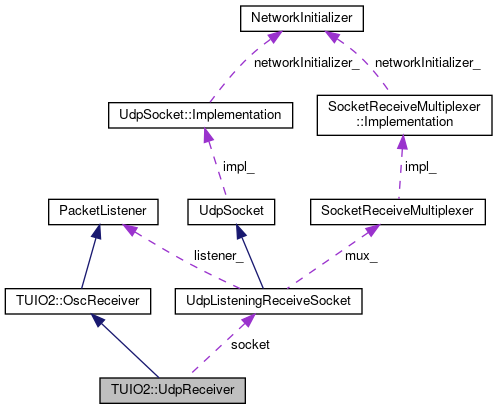 NetworkInitializer
networkInitializer_
networkInitializer_
UdpSocket::Implementation
SocketReceiveMultiplexer
::Implementation
impl_
impl_
PacketListener
UdpSocket
SocketReceiveMultiplexer
listener_
mux_
TUIO2::OscReceiver
UdpListeningReceiveSocket
socket
TUIO2::UdpReceiver